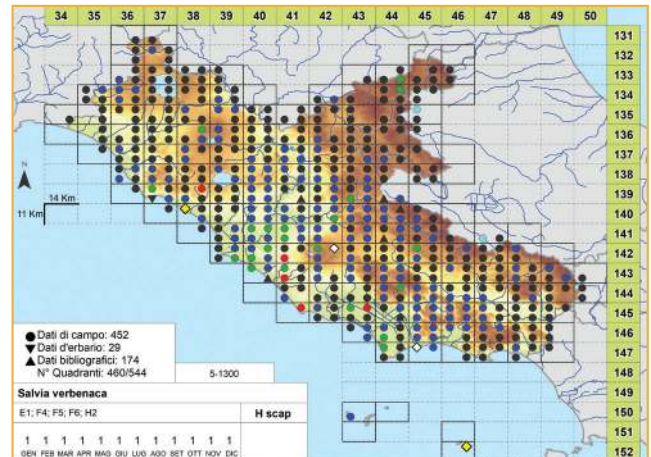 34 35 36 37 38 39 40 41 42 43 44 45 46 47 48 49 50
131
132
133
134
135
136
137
138
139
140
141
142
143
144
145
146
147
148
149
150
151
152
N
14 Km
11 Km
Dati di campo: 452
Dati d'erbario: 29
Dati bibliografici: 174
N° Quadranti: 460/544
5-1300
Salvia verbenaca
E1; F4; F5; F6; H2
H scap
1 1 1 1 1 1 1 1 1 1 1 1
GEN FEB MAR APR MAG GIU LUG AGO SET OTT NOV DIC